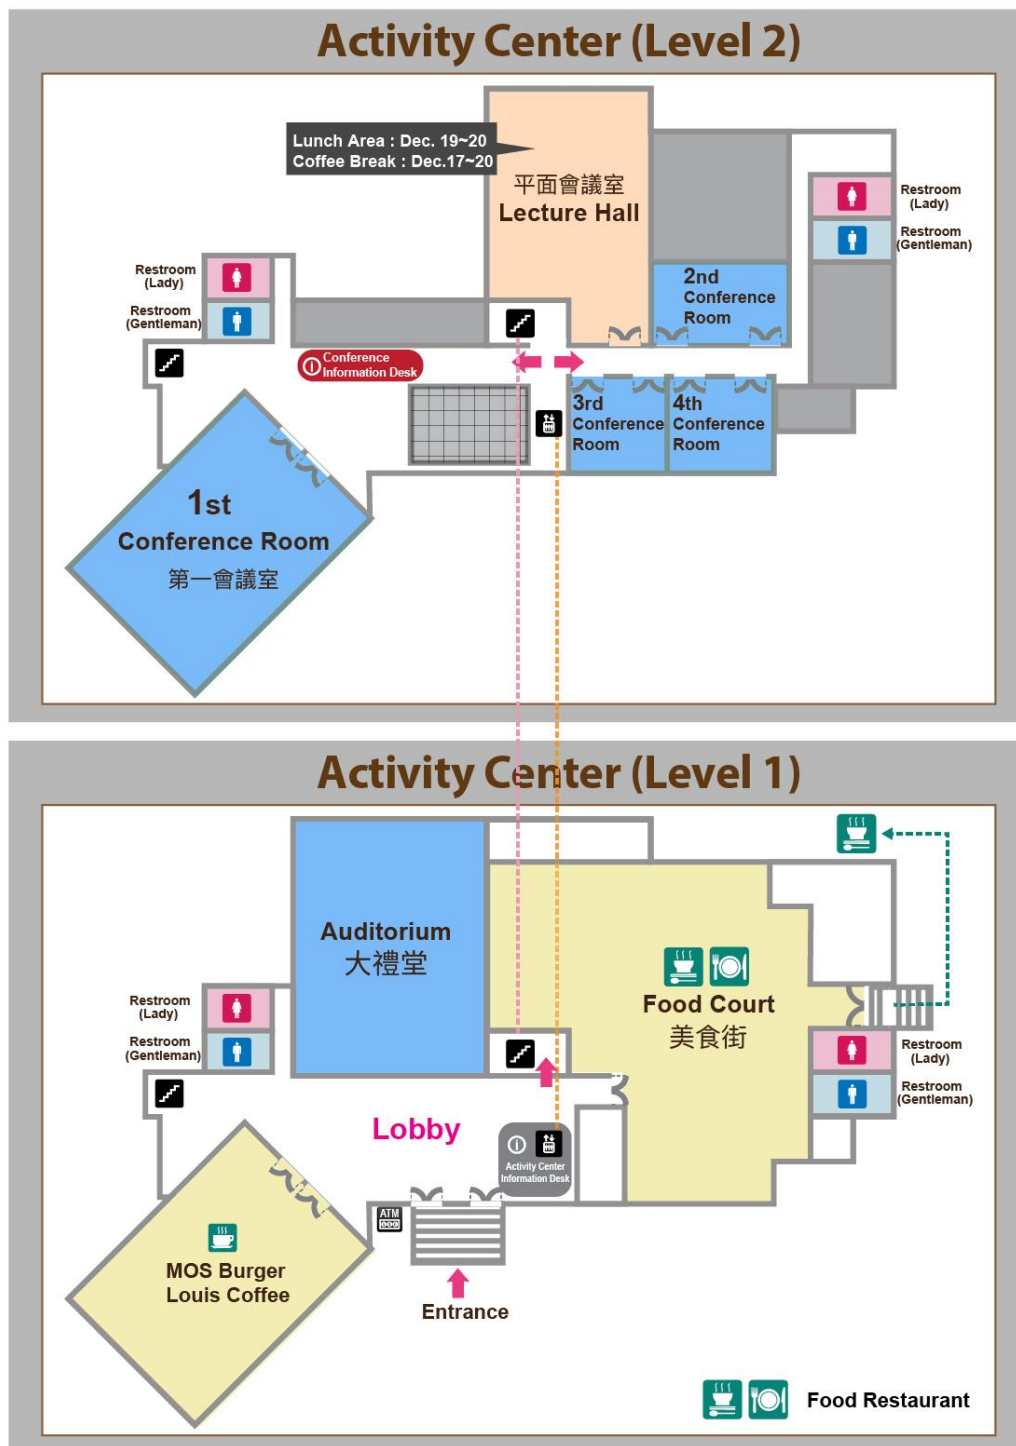 Activity Center (Level 2)
Lunch Area : Dec. 19~20
Coffee Break : Dec.17~20
平面會議室
Lecture Hall
Restroom
(Lady)
Restroom
(Gentleman)
Restroom
(Lady)
Restroom
(Gentleman)
2nd
Conference
Room
Conference
Information Desk
3rd
Conference
Room
4th
Conference
Room
1st
Conference Room
第一會議室
Activity Center (Level 1)
Auditorium
大禮堂
Food Court
美食街
Restroom
(Lady)
Restroom
(Gentleman)
Restroom
(Lady)
Restroom
(Gentleman)
Lobby
Activity Center
Information Desk
ATM
MOS Burger
Louis Coffee
Entrance
Food Restaurant